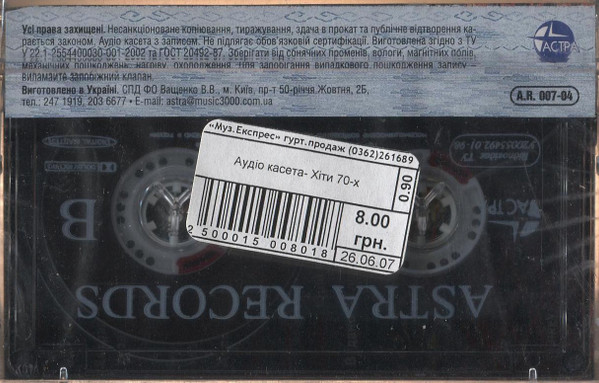 Усі права захищені. Несанкціоноване копіювання, тиражування, здача в прокат та публічне відтворення ка-
рається законом. Аудіо касета з записом. Не підлягає обов'язковій сертифікації. Виготовлена згідно з ТУ
У 22.1-2554400030-001-2002 та ГОСТ 20492-87. Зберігати від сонячних променів, вологи, магнітних полів,
механічних пошкоджень, нагріву, охолодження. Для запобігання випадкового пошкодження запису,
виламайте запобіжний клапан.
Виготовлено в Україні. СПД ФО Ващенко В.В., м. Київ, пр-т 50-річчя Жовтня, 2Б,
тел.: 247 1919, 203 6677 • E-mail: astra@music3000.com.ua
АСТРА
A.R. 007-04
«Муз.Експрес» гурт.продаж (0362)261689
Аудіо касета- Хіти 70-х
0.90
8.00
грн.
26.06.07
2 500015 008018
B
АСТРА
ASTRA RECORDS